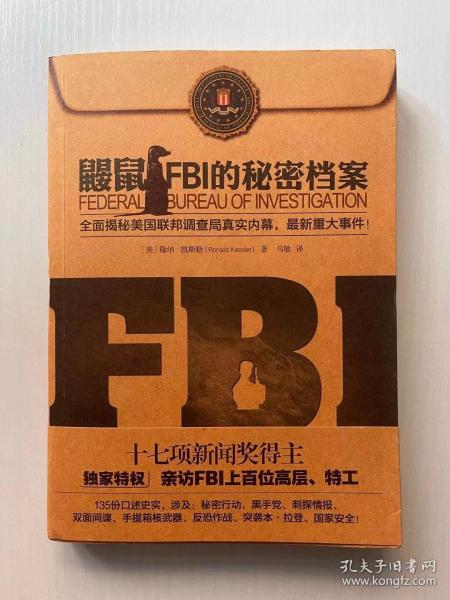 鼹鼠 FBI的秘密档案
FEDERAL BUREAU OF INVESTIGATION
全面揭秘美国联邦调查局真实内幕，最新重大事件！
［美］隆纳·凯斯勒（Ronald Kessler）著 马敏 译
FBI
十七项新闻奖得主
独家特权 亲访FBI上百位高层、特工
135份口述史实，涉及：秘密行动、黑手党、刺探情报、
双面间谍、手提箱核武器、反恐作战、突袭本·拉登、国家安全！
孔夫子旧书网
www.kongfz.com